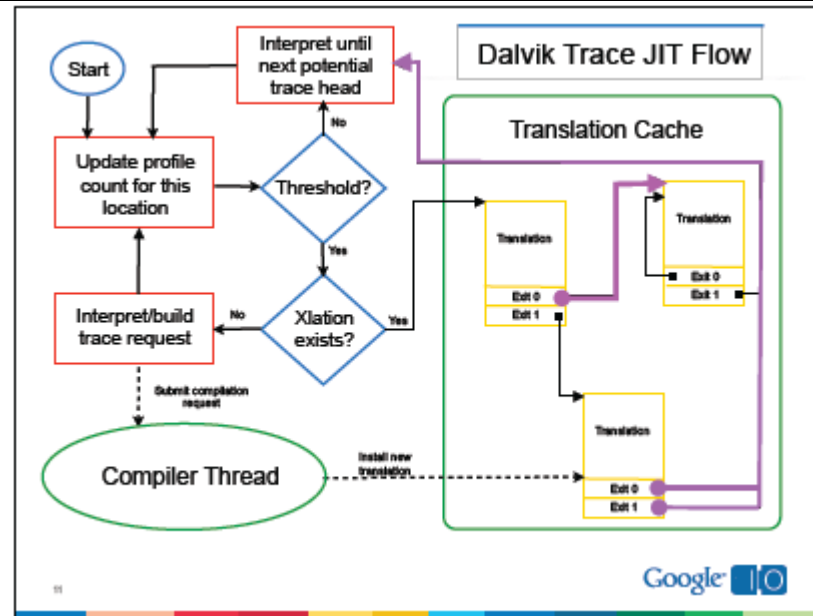 Dalvik Trace JIT Flow
Start
Interpret until
next potential
trace head
No
Update profile
count for this
location
Threshold?
Yes
Interpret/build
trace request
No
Xlation
exists?
Yes
Submit compilation
request
Compiler Thread
Install new
translation
Translation Cache
Translation
Exit 0
Exit 1
Translation
Exit 0
Exit 1
Translation
Exit 0
Exit 1
11
Google IO